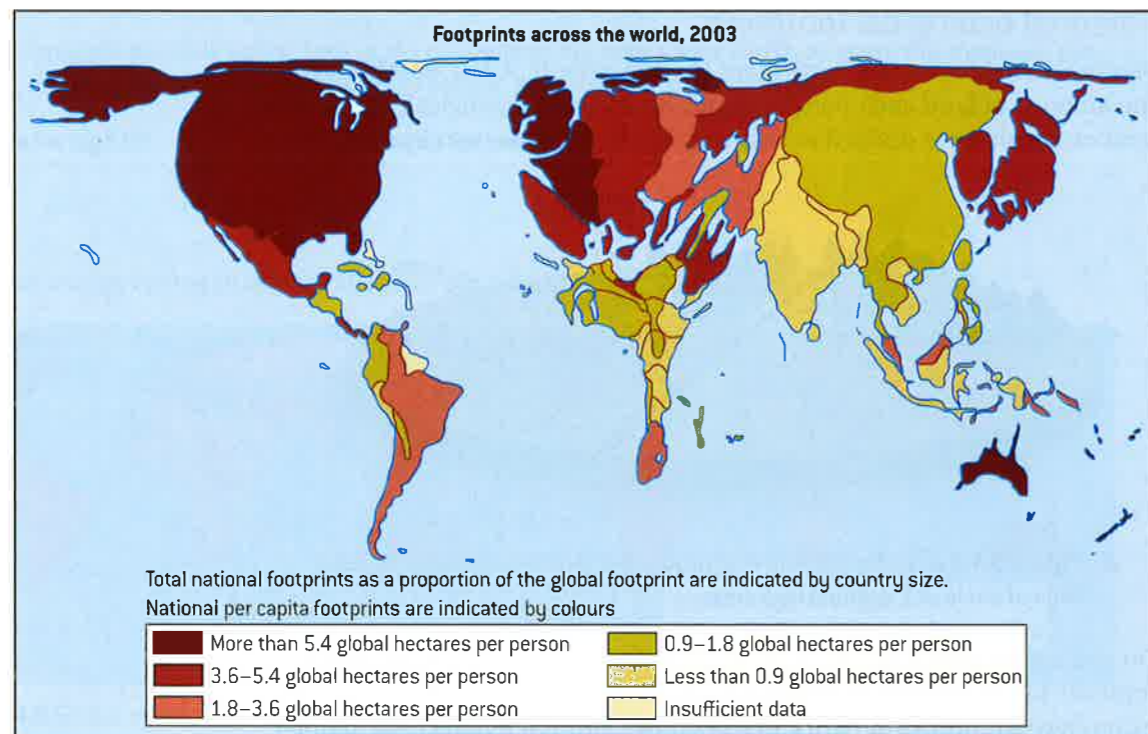 Footprints across the world, 2003
Total national footprints as a proportion of the global footprint are indicated by country size.
National per capita footprints are indicated by colours
More than 5.4 global hectares per person
3.6–5.4 global hectares per person
1.8–3.6 global hectares per person
0.9–1.8 global hectares per person
Less than 0.9 global hectares per person
Insufficient data